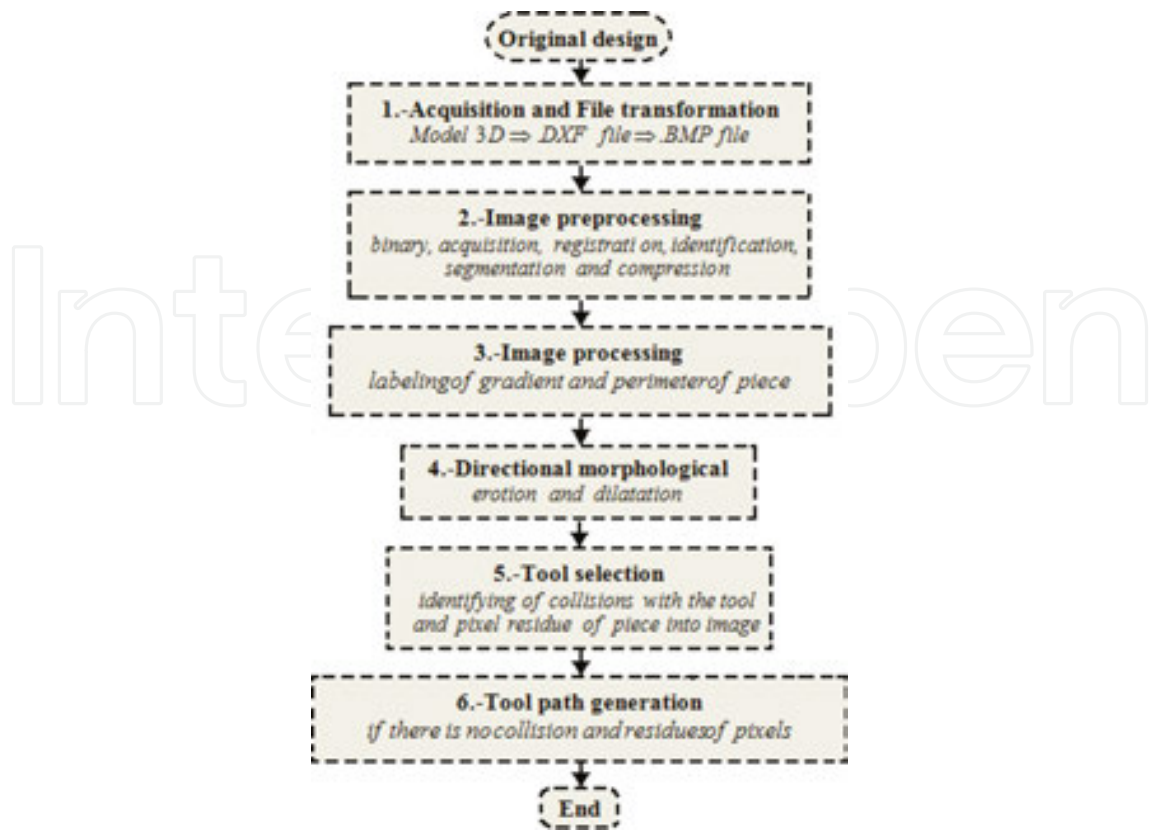 Original design
1.-Acquisition and File transformation
Model 3D ⇒ .DXF file ⇒ .BMP file
2.-Image preprocessing
binary, acquisition, registrati on, identification,
segmentation and compression
3.-Image processing
labelingof gradient and perimeterof piece
4.-Directional morphological
erotion and dilatation
5.-Tool selection
identifying of collisions with the tool
and pixel residue of piece into image
6.-Tool path generation
if there is nocollision andresiduesof pixels
End
Inte pen